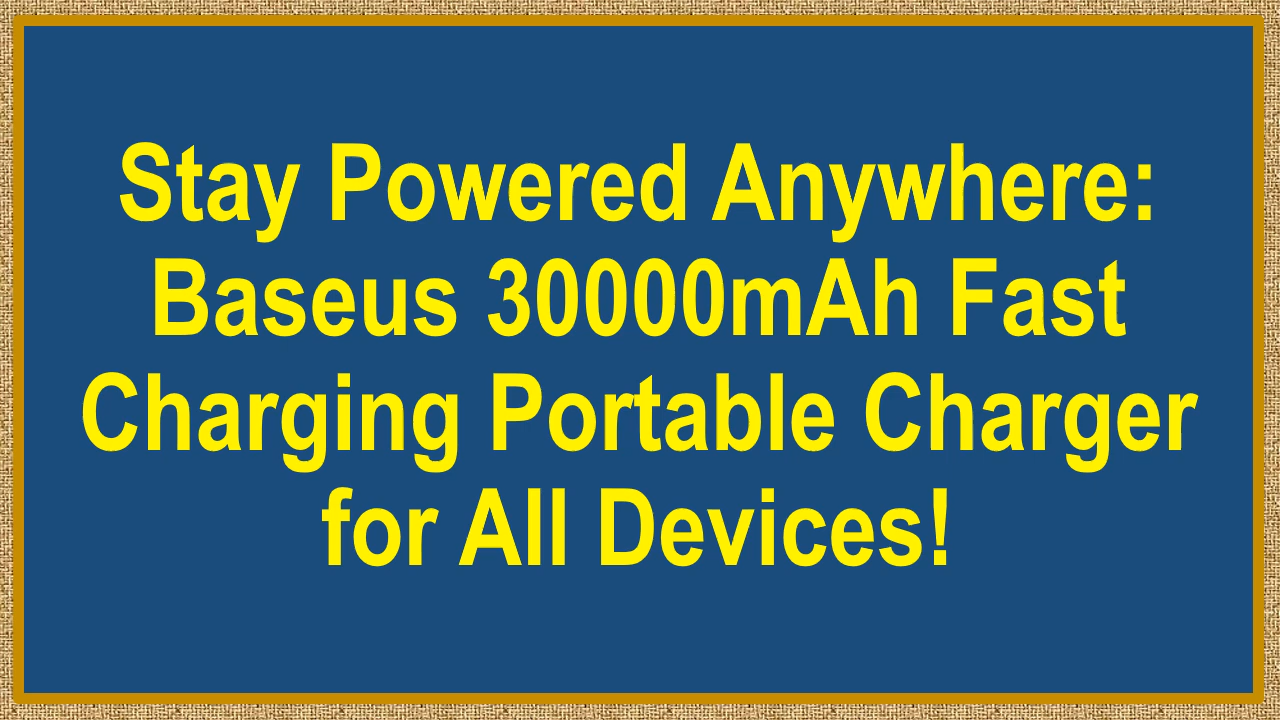 Stay Powered Anywhere:
Baseus 30000mAh Fast
Charging Portable Charger
for All Devices!